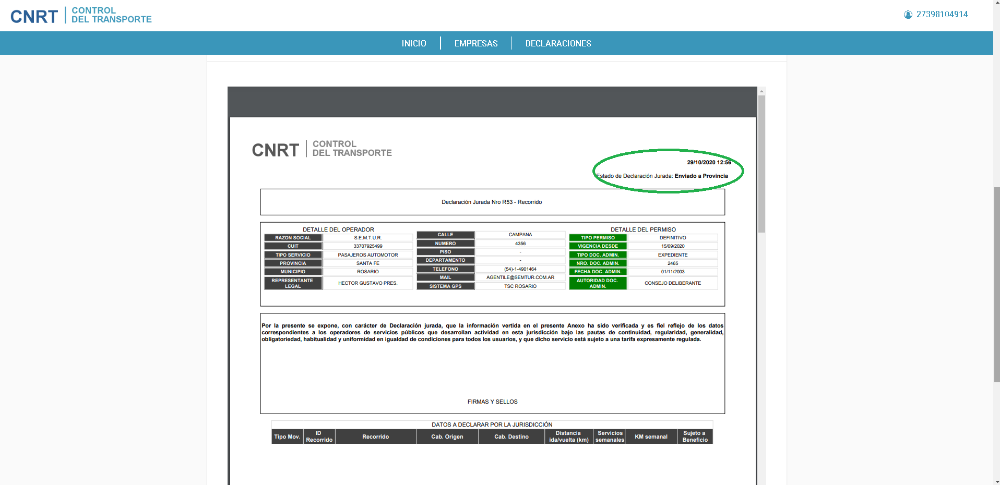 CNRT CONTROL
DEL TRANSPORTE
27398104914
INICIO EMPRESAS DECLARACIONES
CNRT CONTROL
DEL TRANSPORTE
29/10/2020 12:56
Estado de Declaración Jurada: Enviado a Provincia
Declaración Jurada Nro R53 - Recorrido
DETALLE DEL OPERADOR
RAZON SOCIAL S.E.M.T.U.R.
CUIT 33707925499
TIPO SERVICIO PASAJEROS AUTOMOTOR
PROVINCIA SANTA FE
MUNICIPIO ROSARIO
REPRESENTANTE
LEGAL HECTOR GUSTAVO PRES.
CALLE CAMPANA
NUMERO 4356
PISO -
DEPARTAMENTO -
TELEFONO (54)-1-4901464
MAIL AGENTILE@SEMTUR.COM.AR
SISTEMA GPS TSC ROSARIO
DETALLE DEL PERMISO
TIPO PERMISO DEFINITIVO
VIGENCIA DESDE 15/09/2020
TIPO DOC. ADMIN. EXPEDIENTE
NRO. DOC. ADMIN. 2465
FECHA DOC. ADMIN. 01/11/2003
AUTORIDAD DOC.
ADMIN. CONSEJO DELIBERANTE
Por la presente se expone, con carácter de Declaración jurada, que la información vertida en el presente Anexo ha sido verificada y es fiel reflejo de los datos
correspondientes a los operadores de servicios públicos que desarrollan actividad en esta jurisdicción bajo las pautas de continuidad, regularidad, generalidad,
obligatoriedad, habitualidad y uniformidad en igualdad de condiciones para todos los usuarios, y que dicho servicio está sujeto a una tarifa expresamente regulada.
FIRMAS Y SELLOS
DATOS A DECLARAR POR LA JURISDICCIÓN
Tipo Mov. ID Recorrido Recorrido Cab. Origen Cab. Destino Distancia ida/vuelta (km) Servicios semanales KM semanal Sujeto a Beneficio